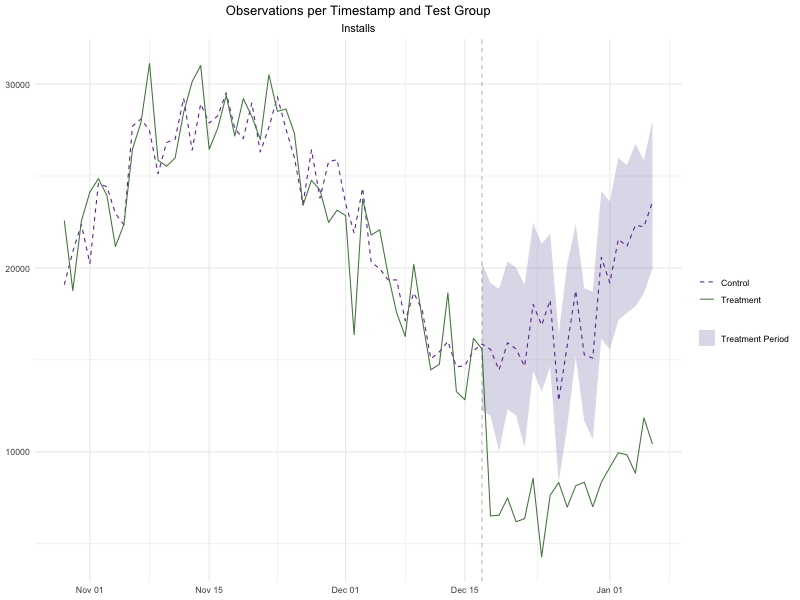 Observations per Timestamp and Test Group
Installs
30000
20000
10000
Nov 01
Nov 15
Dec 01
Dec 15
Jan 01
Control
Treatment
Treatment Period